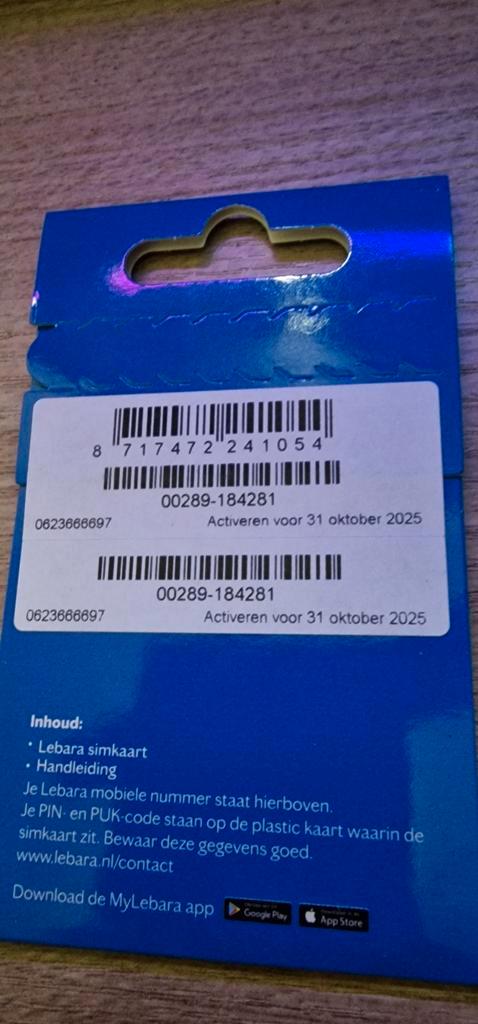 8 717472 241054
00289-184281
0623666697 Activeren voor 31 oktober 2025
00289-184281
0623666697 Activeren voor 31 oktober 2025
Inhoud:
• Lebara simkaart
• Handleiding
Je Lebara mobiele nummer staat hierboven.
Je PIN- en PUK-code staan op de plastic kaart waarin de
simkaart zit. Bewaar deze gegevens goed.
www.lebara.nl/contact
Download de MyLebara app Google Play App Store